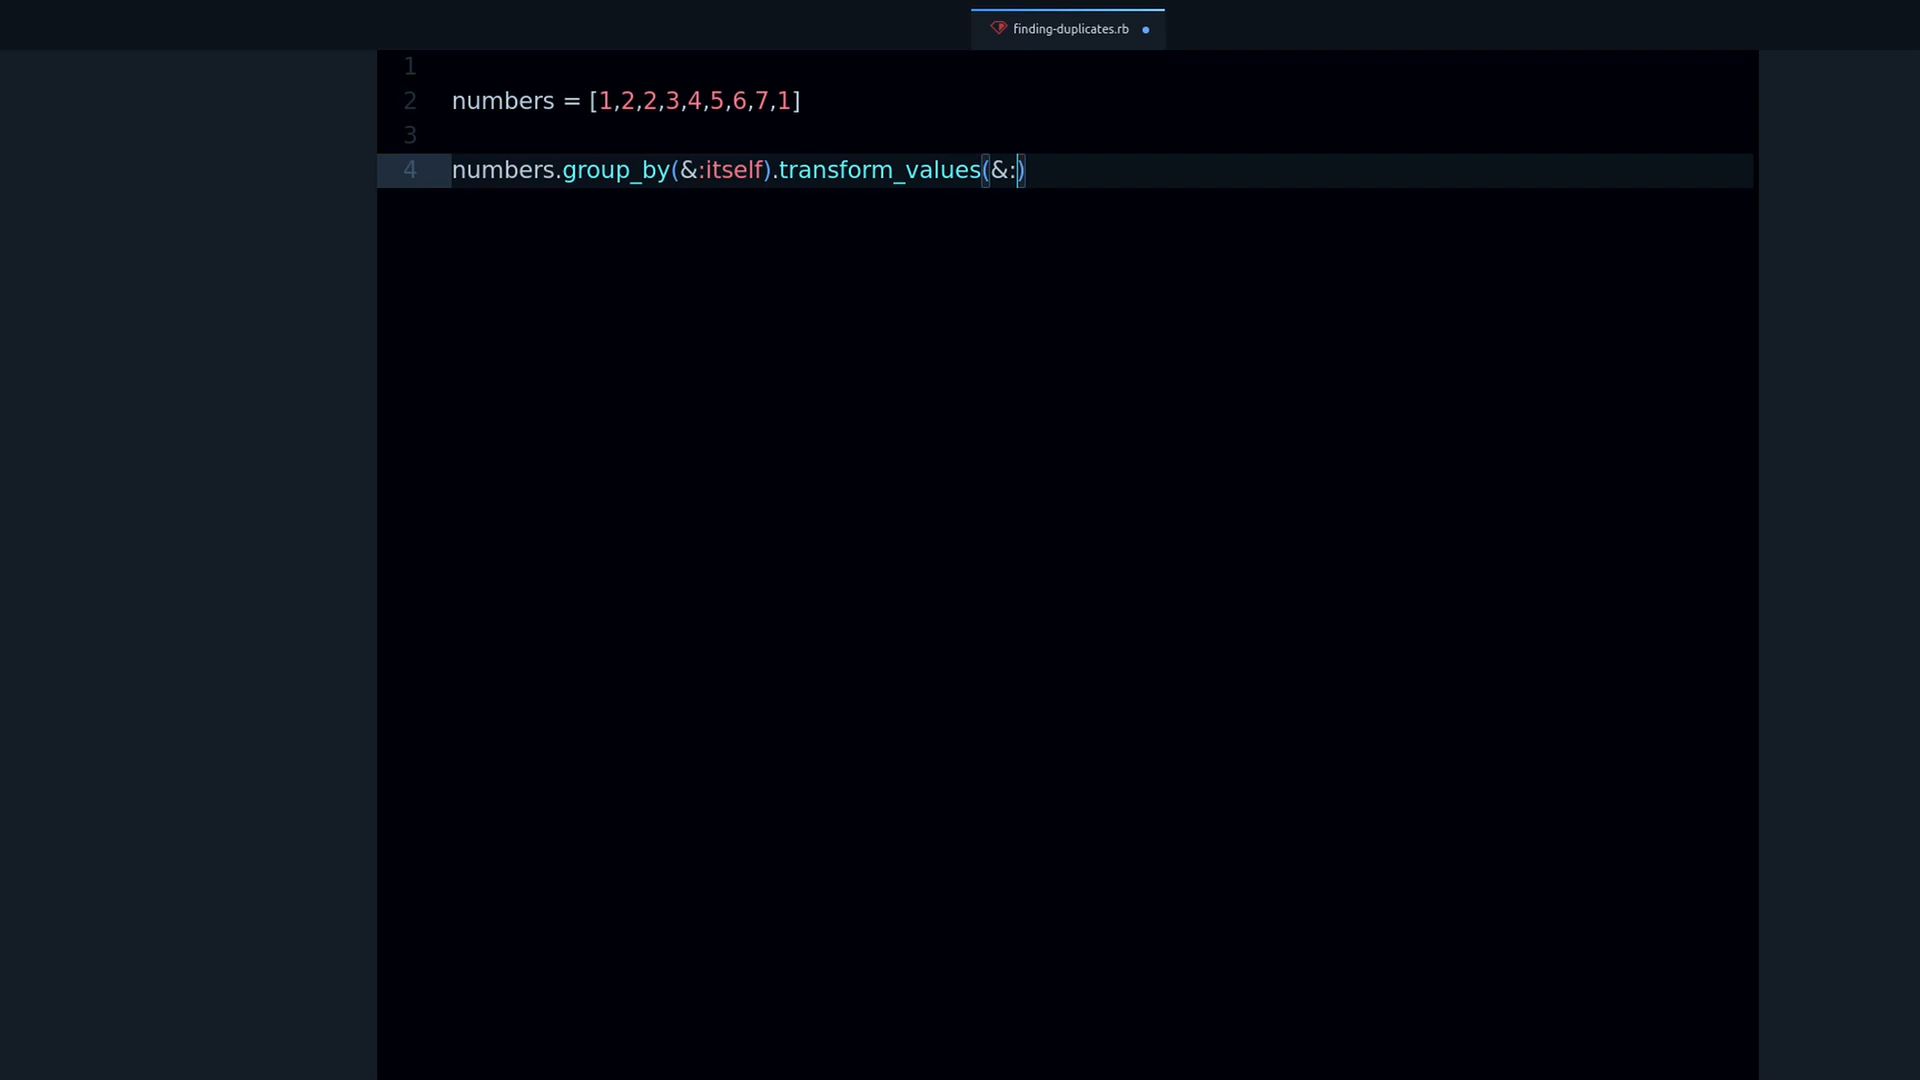 finding-duplicates.rb
1
2 numbers = [1,2,2,3,4,5,6,7,1]
3
4 numbers.group_by(&:itself).transform_values(&:)